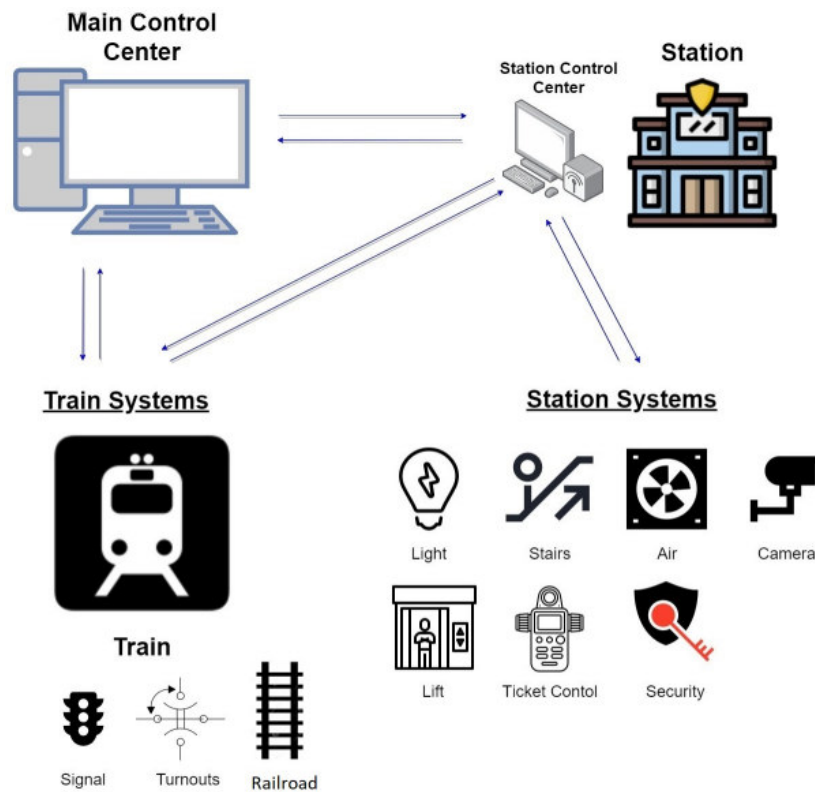 Main Control
Center
Station Control
Center
Station
Train Systems
Station Systems
Light
Stairs
Air
Camera
Train
Lift
Ticket Contol
Security
Signal
Turnouts
Railroad